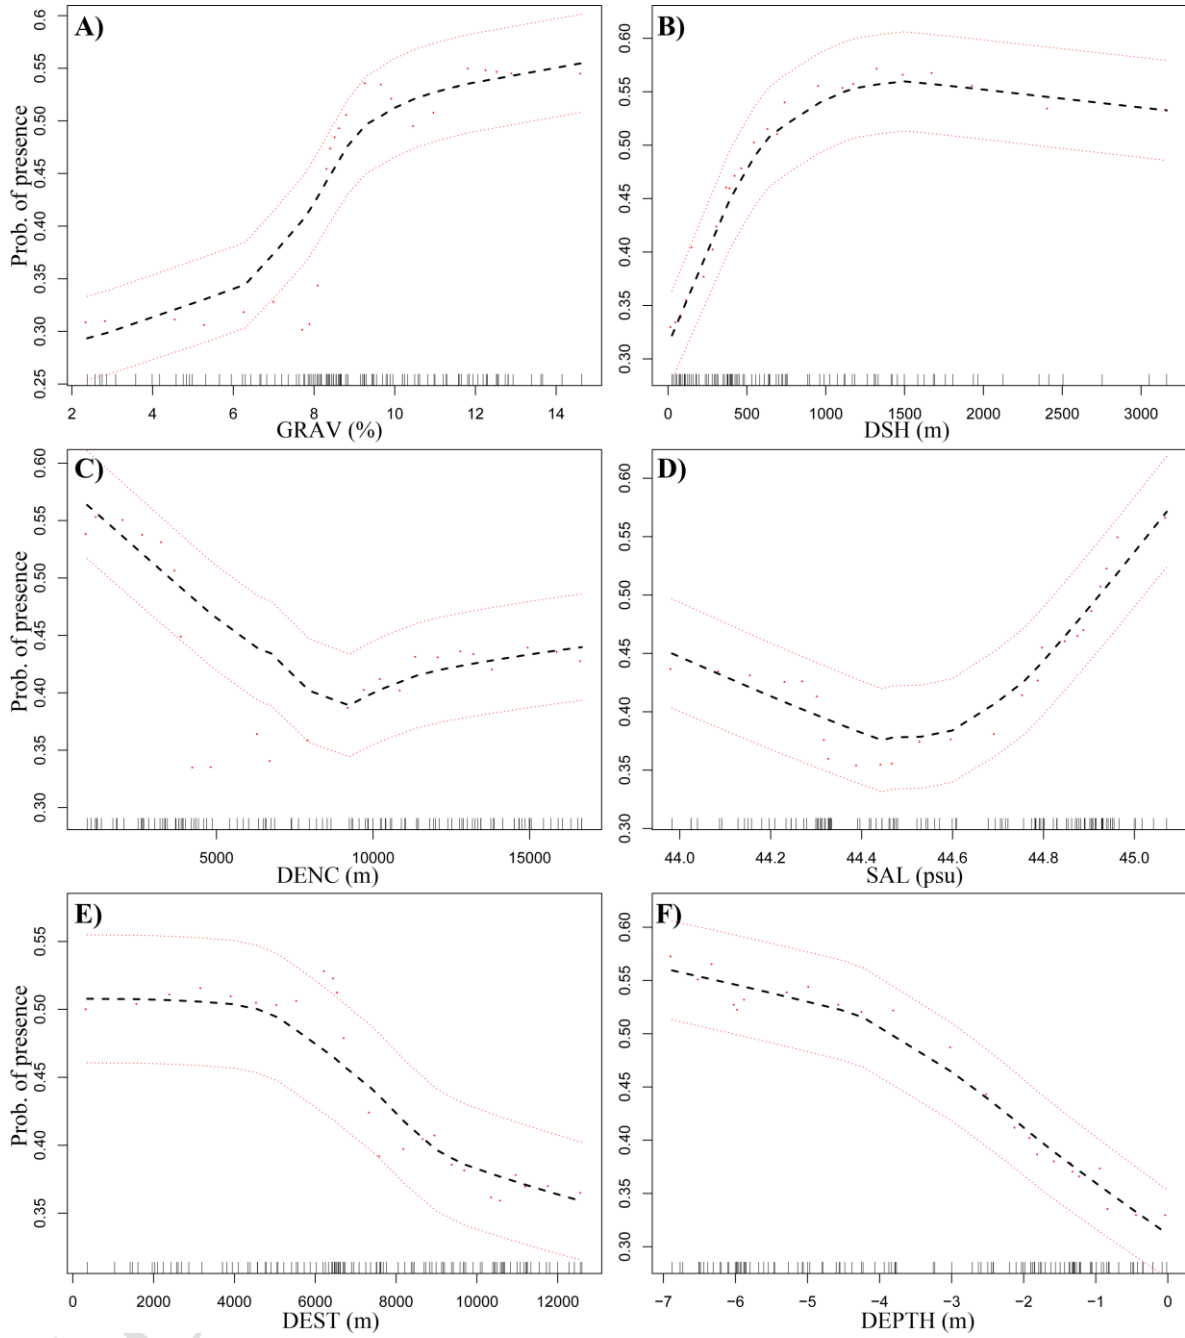 A)
Prob. of presence
0.6
0.55
0.50
0.45
0.40
0.35
0.30
0.25
2 4 6 8 10 12 14
GRAV (%)
B)
0.60
0.55
0.50
0.45
0.40
0.35
0.30
0 500 1000 1500 2000 2500 3000
DSH (m)
C)
Prob. of presence
0.60
0.55
0.50
0.45
0.40
0.35
0.30
5000 10000 15000
DENC (m)
D)
0.60
0.55
0.50
0.45
0.40
0.35
0.30
44.0 44.2 44.4 44.6 44.8 45.0
SAL (psu)
E)
Prob. of presence
0.55
0.50
0.45
0.40
0.35
0 2000 4000 6000 8000 10000 12000
DEST (m)
F)
0.60
0.55
0.50
0.45
0.40
0.35
0.30
−7 −6 −5 −4 −3 −2 −1 0
DEPTH (m)